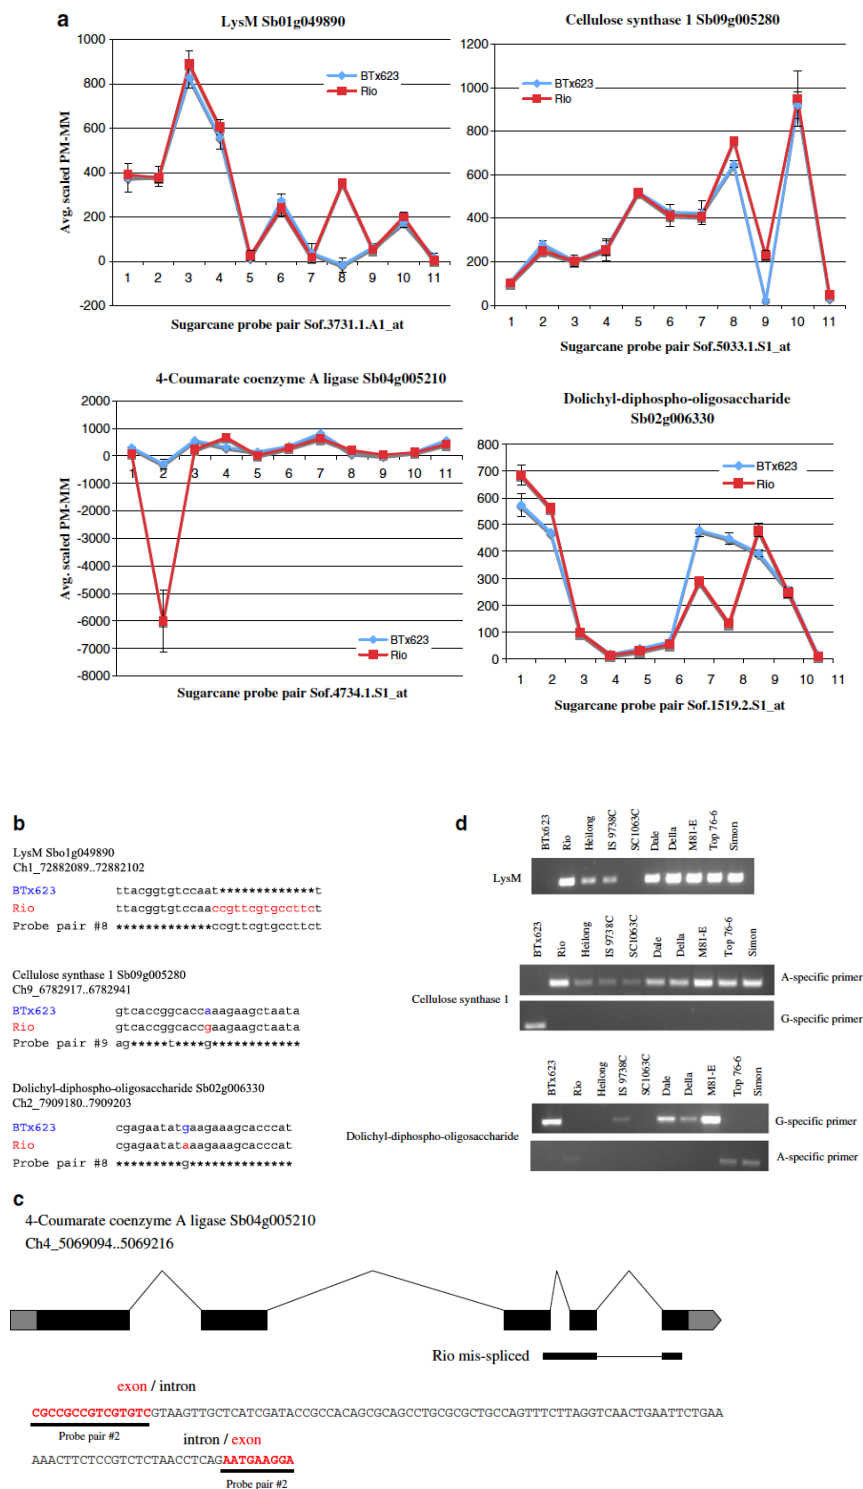 a
LysM Sb01g049890
1000
800
600
400
200
0
-200
Avg. scaled PM-MM
BTx623
Rio
1 2 3 4 5 6 7 8 9 10 11
Sugarcane probe pair Sof.3731.1.A1_at
Cellulose synthase 1 Sb09g005280
1200
1000
800
600
400
200
0
BTx623
Rio
1 2 3 4 5 6 7 8 9 10 11
Sugarcane probe pair Sof.5033.1.S1_at
4-Coumarate coenzyme A ligase Sb04g005210
2000
1000
0
-1000
-2000
-3000
-4000
-5000
-6000
-7000
-8000
Avg. scaled PM-MM
1 2 3 4 5 6 7 8 9 10 11
BTx623
Rio
Sugarcane probe pair Sof.4734.1.S1_at
Dolichyl-diphospho-oligosaccharide
Sb02g006330
800
700
600
500
400
300
200
100
0
BTx623
Rio
1 2 3 4 5 6 7 8 9 10 11
Sugarcane probe pair Sof.1519.2.S1_at
b
LysM Sbo1g049890
Ch1_72882089..72882102
BTx623 ttacggtgtccaat*************t
Rio ttacggtgtccaaccgttcgtgccttct
Probe pair #8 *************ccgttcgtgccttct
Cellulose synthase 1 Sb09g005280
Ch9_6782917..6782941
BTx623 gtcaccggcaccaaagaagctaata
Rio gtcaccggcaccgaagaagctaata
Probe pair #9 ag*****t****g************
Dolichyl-diphospho-oligosaccharide Sb02g006330
Ch2_7909180..7909203
BTx623 cgagaatatgaagaaagcacccat
Rio cgagaatataaagaaagcacccat
Probe pair #8 *********g**************
d
BTx623
Rio
Heilong
IS 9738C
SC1063C
Dale
Della
M81-E
Top 76-6
Simon
LysM
BTx623
Rio
Heilong
IS 9738C
SC1063C
Dale
Della
M81-E
Top 76-6
Simon
Cellulose synthase 1
A-specific primer
G-specific primer
BTx623
Rio
Heilong
IS 9738C
SC1063C
Dale
Della
M81-E
Top 76-6
Simon
Dolichyl-diphospho-oligosaccharide
G-specific primer
A-specific primer
c
4-Coumarate coenzyme A ligase Sb04g005210
Ch4_5069094..5069216
Rio mis-spliced
exon / intron
CGCCGCCGTCGTGTCGTAAGTTGCTCATCGATACCGCCACAGCGCAGCCTGCGCGCTGCCAGTTTCTTAGGTCAACTGAATTCTGAA
Probe pair #2
intron / exon
AAACTTCTCCGTCTCTAACCTCAGAATGAAGGA
Probe pair #2